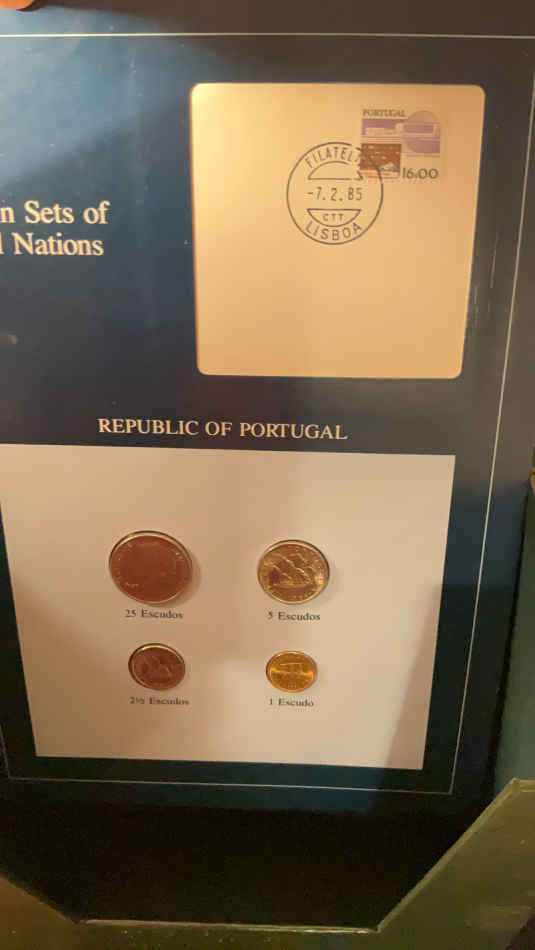 n Sets of
Nations
PORTUGAL
16.00
FILATELI
-7.2.85
CTT
LISBOA
REPUBLIC OF PORTUGAL
25 Escudos
5 Escudos
2½ Escudos
1 Escudo